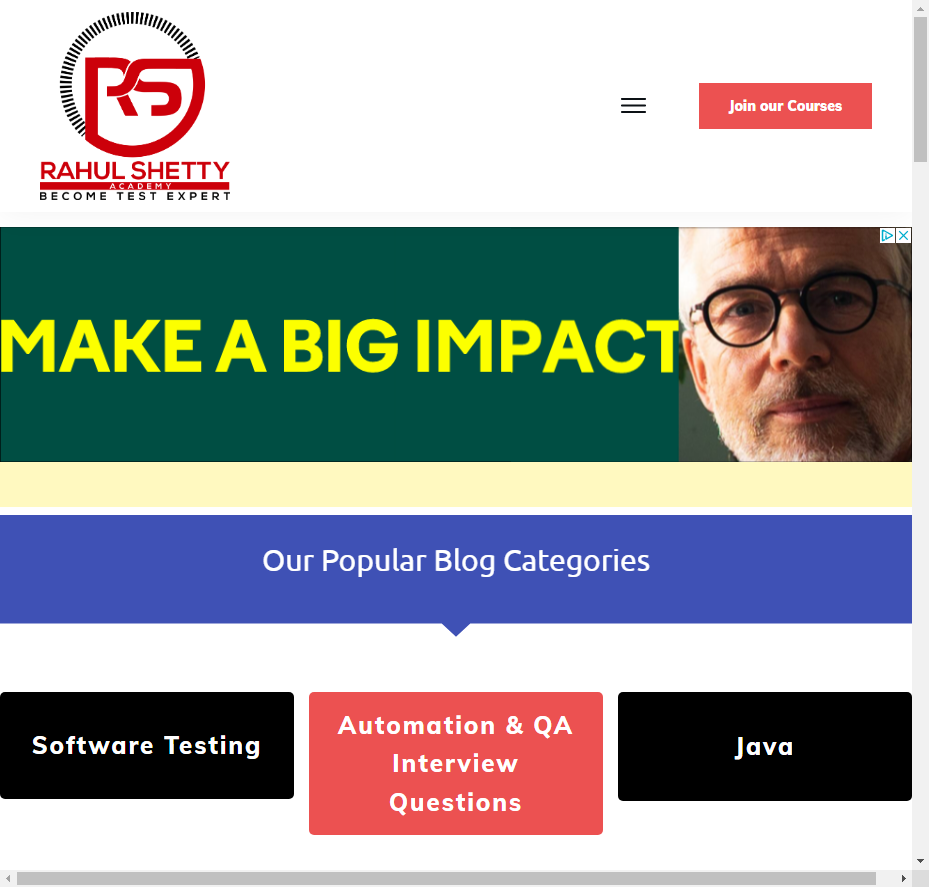 RS
RAHUL SHETTY
ACADEMY
BECOME TEST EXPERT
Join our Courses
MAKE A BIG IMPACT
Our Popular Blog Categories
Software Testing
Automation & QA
Interview
Questions
Java